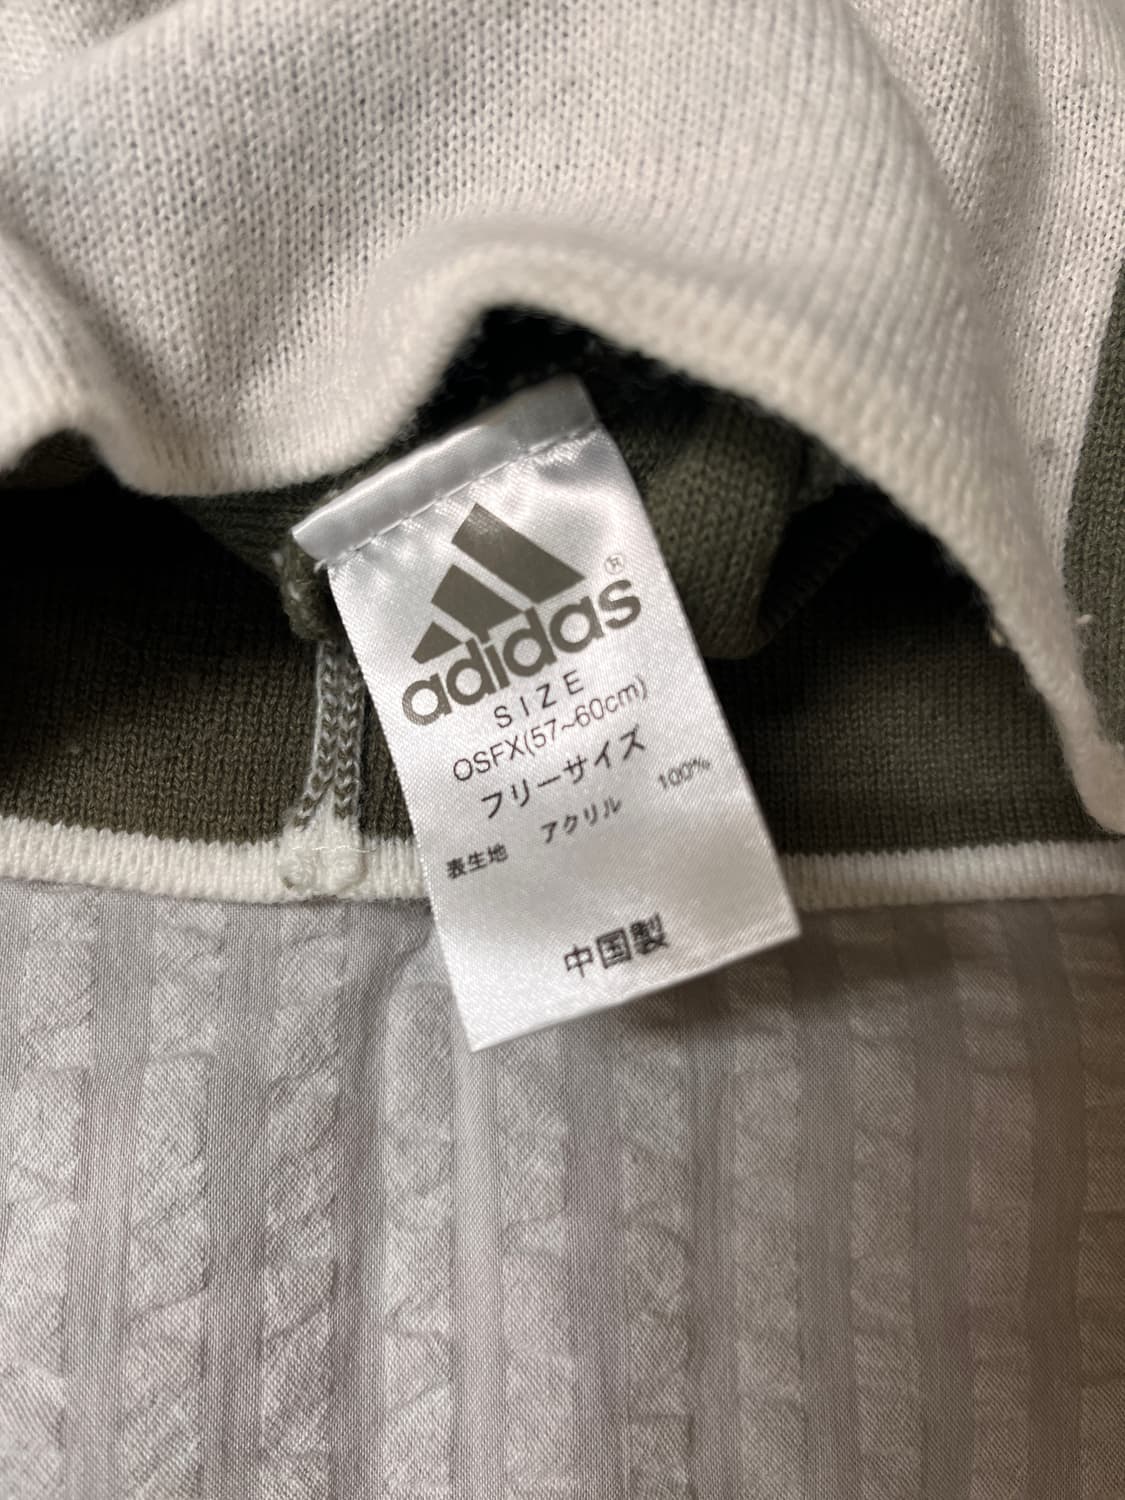 adidas®
SIZE
OSFX(57~60cm)
フリーサイズ
表生地 アクリル 100%
中国製